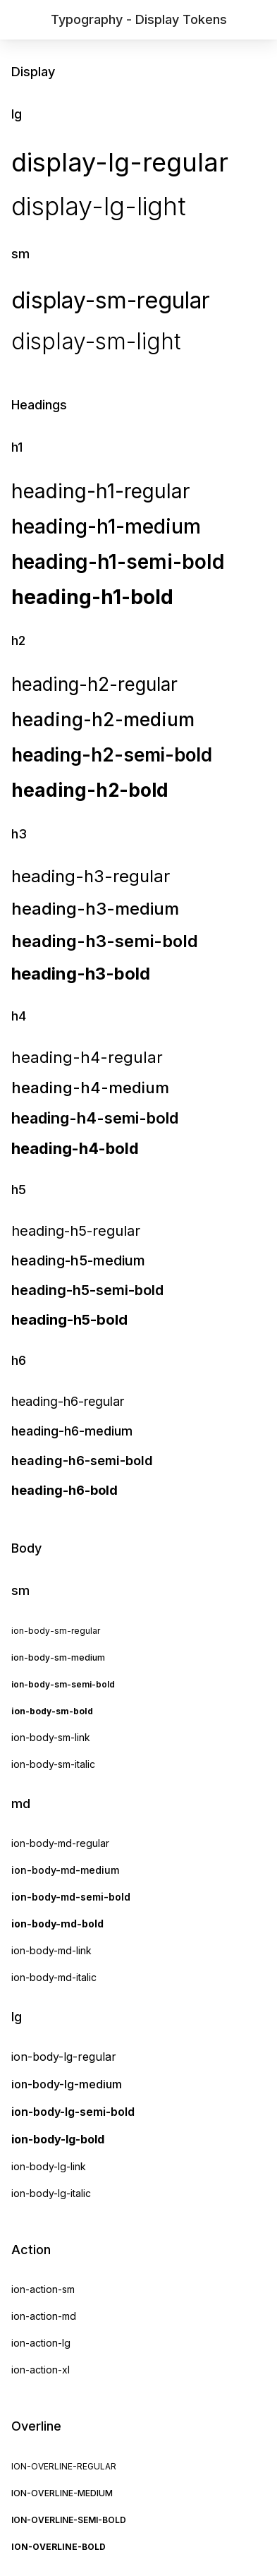 Typography - Display Tokens
Display
lg
display-lg-regular
display-lg-light
sm
display-sm-regular
display-sm-light
Headings
h1
heading-h1-regular
heading-h1-medium
heading-h1-semi-bold
heading-h1-bold
h2
heading-h2-regular
heading-h2-medium
heading-h2-semi-bold
heading-h2-bold
h3
heading-h3-regular
heading-h3-medium
heading-h3-semi-bold
heading-h3-bold
h4
heading-h4-regular
heading-h4-medium
heading-h4-semi-bold
heading-h4-bold
h5
heading-h5-regular
heading-h5-medium
heading-h5-semi-bold
heading-h5-bold
h6
heading-h6-regular
heading-h6-medium
heading-h6-semi-bold
heading-h6-bold
Body
sm
ion-body-sm-regular
ion-body-sm-medium
ion-body-sm-semi-bold
ion-body-sm-bold
ion-body-sm-link
ion-body-sm-italic
md
ion-body-md-regular
ion-body-md-medium
ion-body-md-semi-bold
ion-body-md-bold
ion-body-md-link
ion-body-md-italic
lg
ion-body-lg-regular
ion-body-lg-medium
ion-body-lg-semi-bold
ion-body-lg-bold
ion-body-lg-link
ion-body-lg-italic
Action
ion-action-sm
ion-action-md
ion-action-lg
ion-action-xl
Overline
ION-OVERLINE-REGULAR
ION-OVERLINE-MEDIUM
ION-OVERLINE-SEMI-BOLD
ION-OVERLINE-BOLD